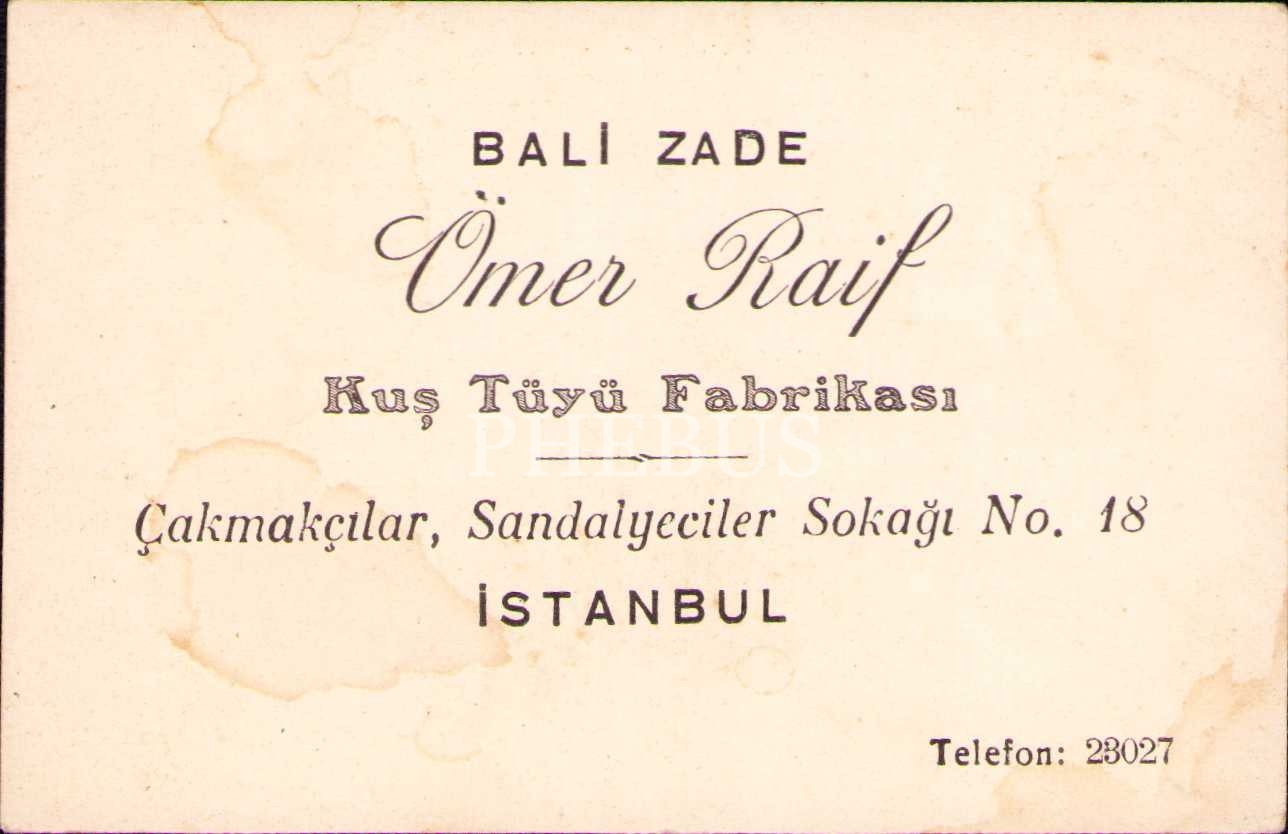 BALİ ZADE
Ömer Raif
Kuş Tüyü Fabrikası
PHEBUS
Çakmakçılar, Sandalyeciler Sokağı No. 18
İSTANBUL
Telefon: 23027